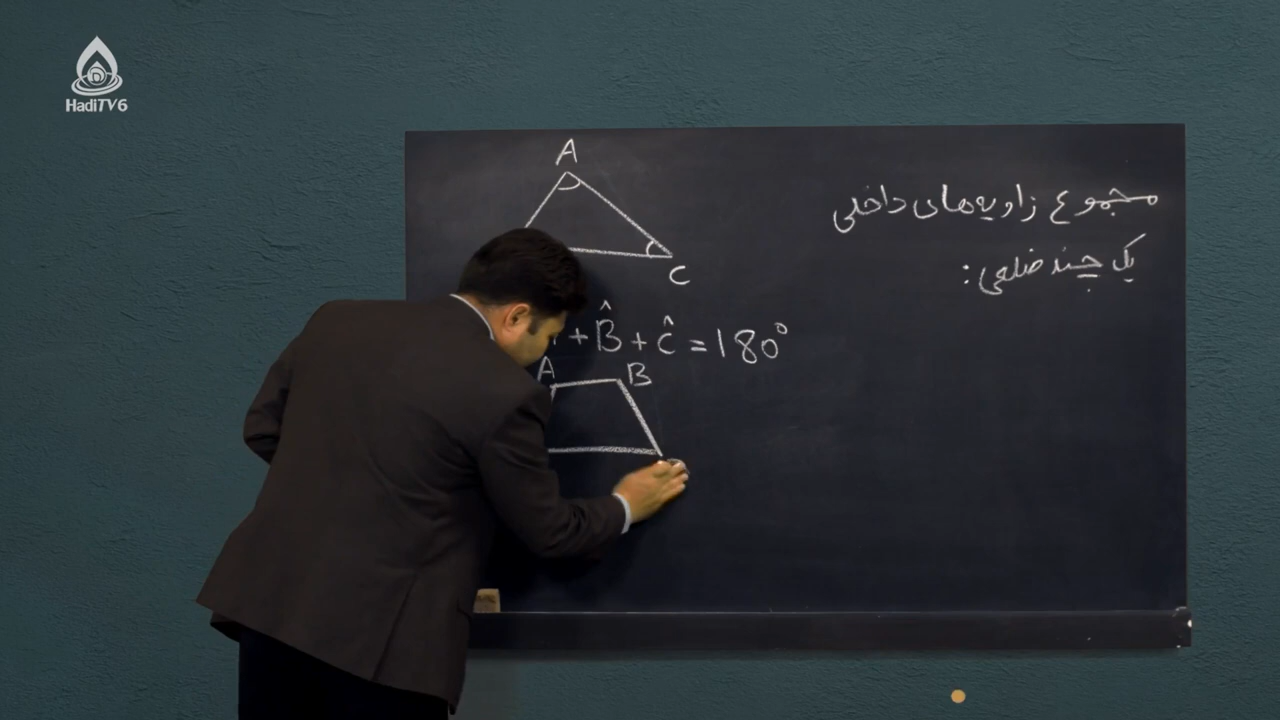 HadiTV6
مجموع زاویه‌های داخلی
یک چند ضلعی:
A
C
+ B̂ + Ĉ = 180°
A
B